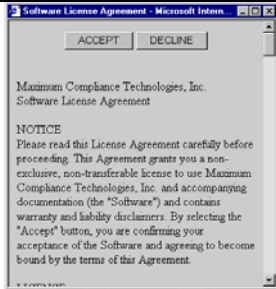 Software License Agreement - Microsoft Intern...
ACCEPT DECLINE
Maximum Compliance Technologies, Inc.
Software License Agreement
NOTICE
Please read this License Agreement carefully before
proceeding. This Agreement grants you a non-
exclusive, non-transferable license to use Maximum
Compliance Technologies, Inc. and accompanying
documentation (the "Software") and contains
warranty and liability disclaimers. By selecting the
"Accept" button, you are confirming your
acceptance of the Software and agreeing to become
bound by the terms of this Agreement.
LICENSE